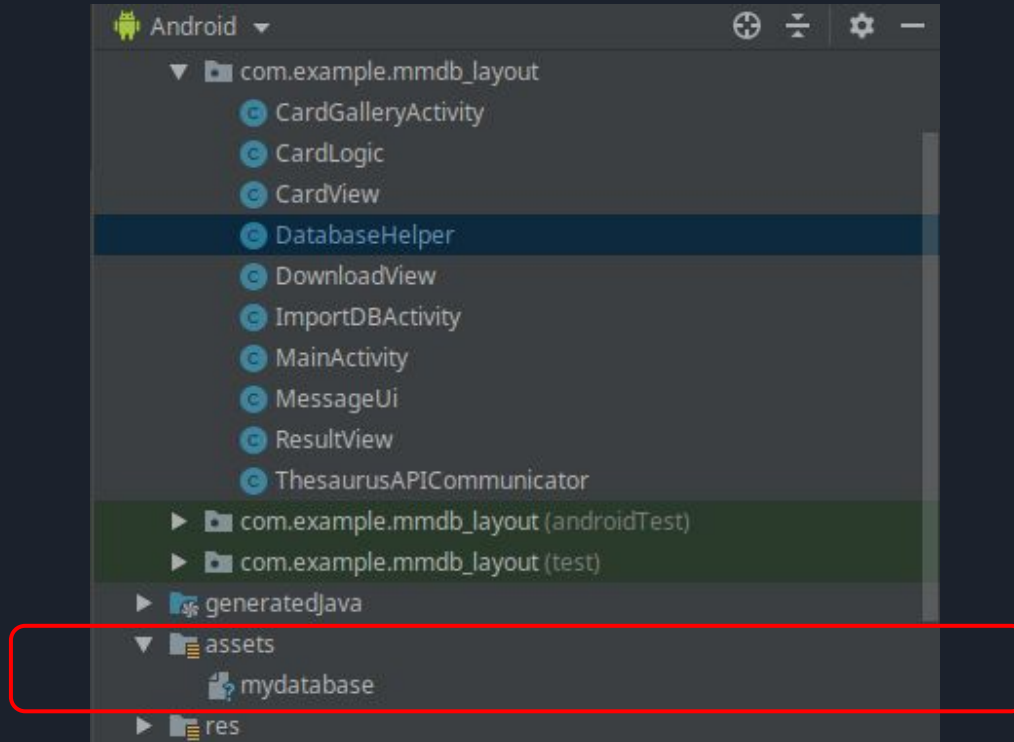 Android
com.example.mmdb_layout
CardGalleryActivity
CardLogic
CardView
DatabaseHelper
DownloadView
ImportDBActivity
MainActivity
MessageUi
ResultView
ThesaurusAPICommunicator
com.example.mmdb_layout (androidTest)
com.example.mmdb_layout (test)
generatedJava
assets
mydatabase
res